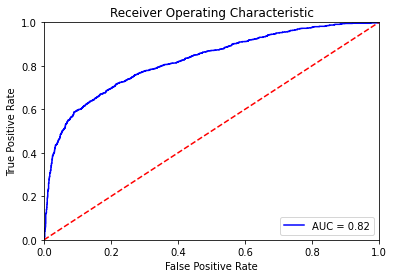 Receiver Operating Characteristic
True Positive Rate
1.0
0.8
0.6
0.4
0.2
0.0
AUC = 0.82
0.0 0.2 0.4 0.6 0.8 1.0
False Positive Rate